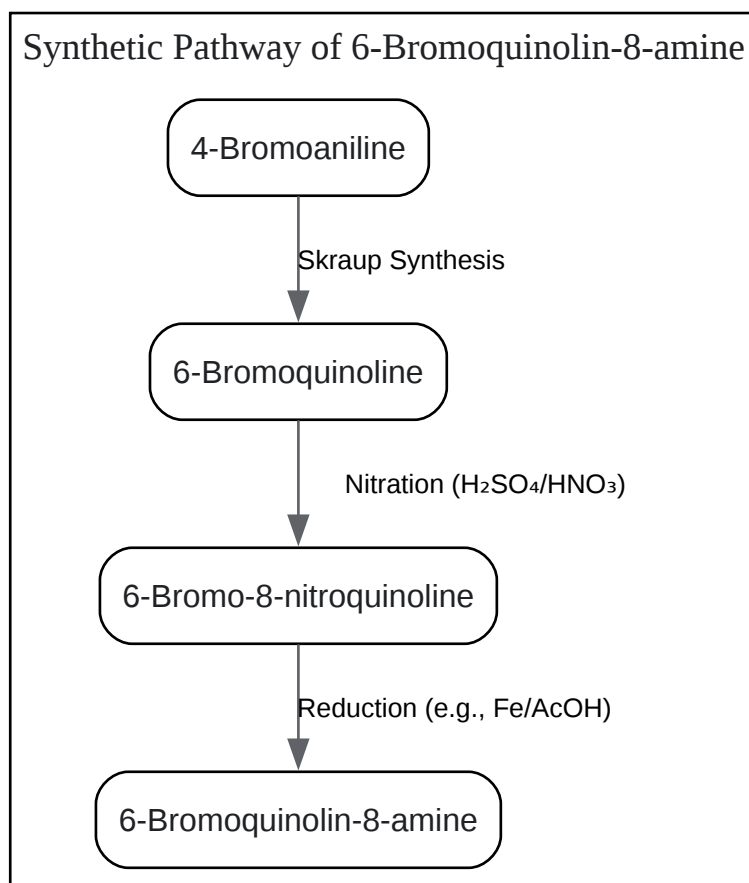 Synthetic Pathway of 6-Bromoquinolin-8-amine
4-Bromoaniline
Skraup Synthesis
6-Bromoquinoline
Nitration (H₂SO₄/HNO₃)
6-Bromo-8-nitroquinoline
Reduction (e.g., Fe/AcOH)
6-Bromoquinolin-8-amine